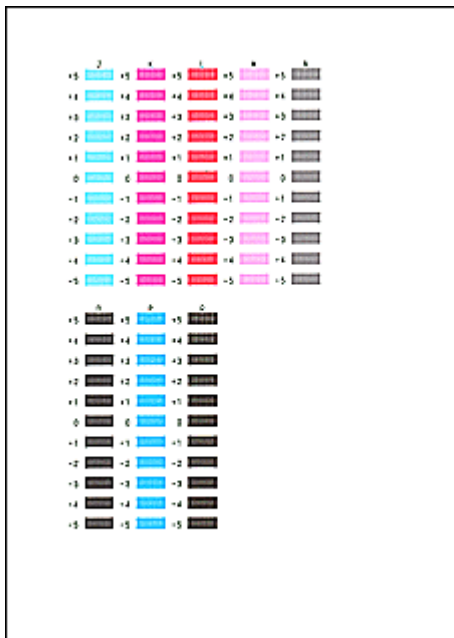 J L
+5 +5 +5 +5 +5
+4 +4 +4 +4 +4
+3 +3 +3 +3 +3
+2 +2 +2 +2 +2
+1 +1 +1 +1 +1
0 0 0 0 0
-1 -1 -1 -1 -1
-2 -2 -2 -2 -2
-3 -3 -3 -3 -3
-4 -4 -4 -4 -4
-5 -5 -5 -5 -5
+5 +5 +5
+4 +4 +4
+3 +3 +3
+2 +2 +2
+1 +1 +1
0 0 0
-1 -1 -1
-2 -2 -2
-3 -3 -3
-4 -4 -4
-5 -5 -5